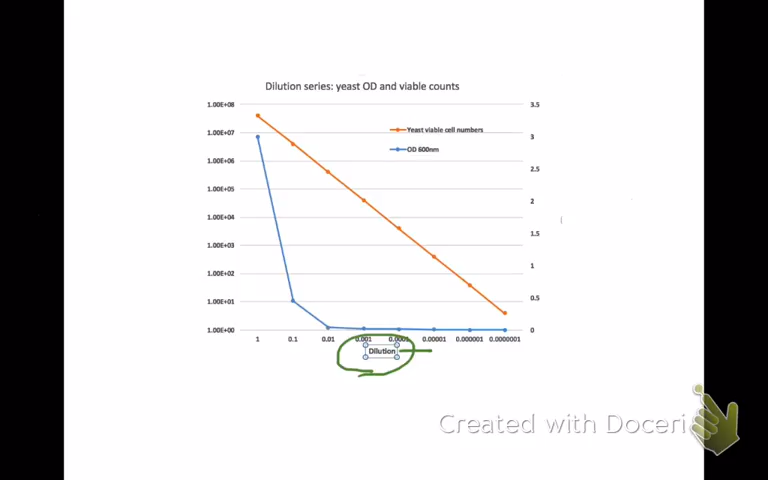 Dilution series: yeast OD and viable counts
1.00E+08
1.00E+07
1.00E+06
1.00E+05
1.00E+04
1.00E+03
1.00E+02
1.00E+01
1.00E+00
3.5
3
2.5
2
1.5
1
0.5
0
Yeast viable cell numbers
OD 600nm
1 0.1 0.01 0.001 0.0001 0.00001 0.000001 0.0000001
Dilution
Created with Doceri